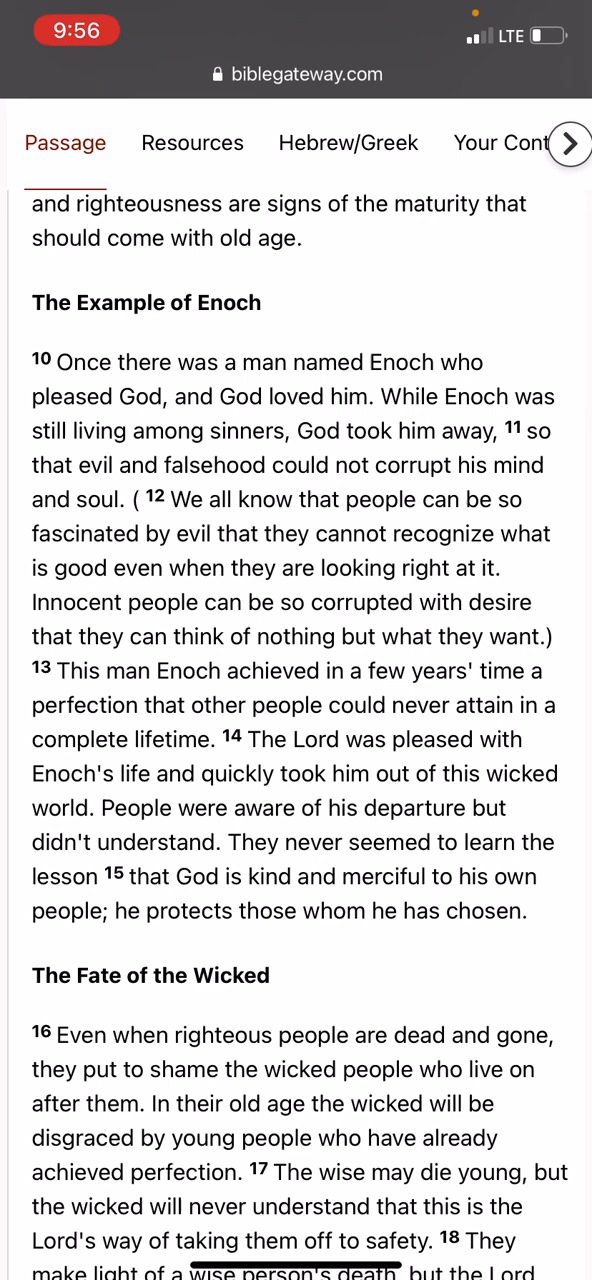 9:56
LTE
biblegateway.com
Passage Resources Hebrew/Greek Your Cont
and righteousness are signs of the maturity that
should come with old age.
The Example of Enoch
10 Once there was a man named Enoch who
pleased God, and God loved him. While Enoch was
still living among sinners, God took him away, 11 so
that evil and falsehood could not corrupt his mind
and soul. ( 12 We all know that people can be so
fascinated by evil that they cannot recognize what
is good even when they are looking right at it.
Innocent people can be so corrupted with desire
that they can think of nothing but what they want.)
13 This man Enoch achieved in a few years' time a
perfection that other people could never attain in a
complete lifetime. 14 The Lord was pleased with
Enoch's life and quickly took him out of this wicked
world. People were aware of his departure but
didn't understand. They never seemed to learn the
lesson 15 that God is kind and merciful to his own
people; he protects those whom he has chosen.
The Fate of the Wicked
16 Even when righteous people are dead and gone,
they put to shame the wicked people who live on
after them. In their old age the wicked will be
disgraced by young people who have already
achieved perfection. 17 The wise may die young, but
the wicked will never understand that this is the
Lord's way of taking them off to safety. 18 They
make light of a wise person's death, but the Lord